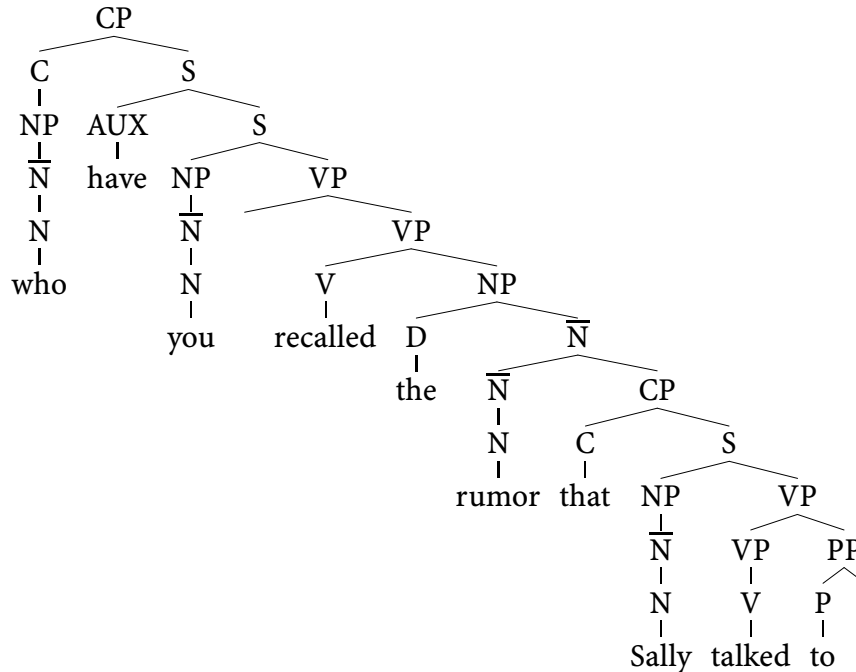 CP
C S
NP AUX S
N̅ have NP VP
N N̅ VP
who N V NP
you recalled D N̅
the N̅ CP
N C S
rumor that NP VP
N̅ VP PP
N V P
Sally talked to